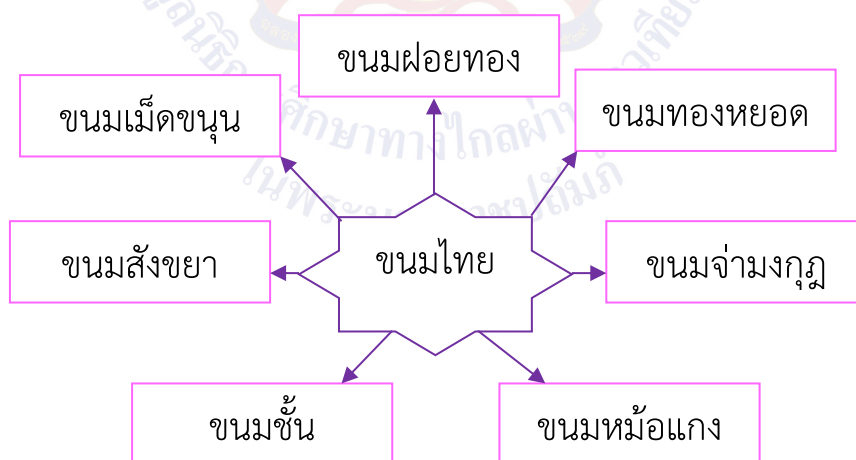 ขนมฝอยทอง
ขนมเม็ดขนุน
ขนมทองหยอด
ขนมสังขยา
ขนมไทย
ขนมจ่ามงกุฎ
ขนมชั้น
ขนมหม้อแกง